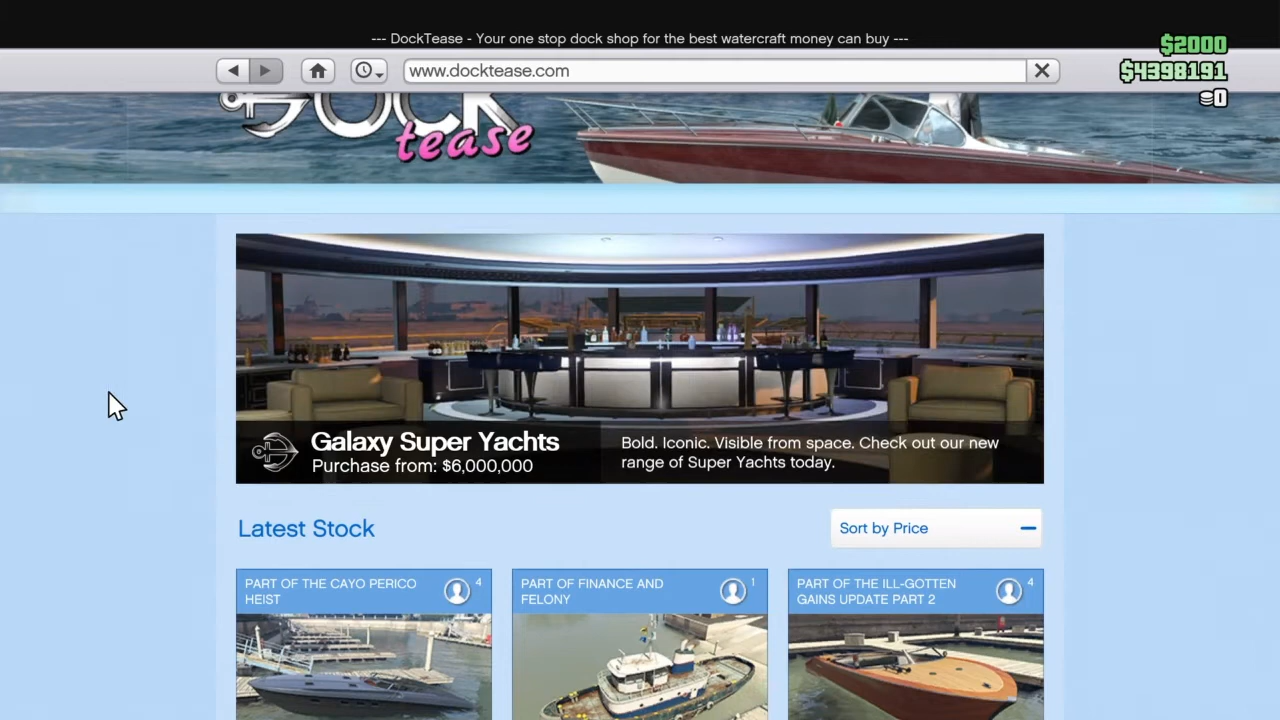 --- DockTease - Your one stop dock shop for the best watercraft money can buy ---
$2000
www.docktease.com
$4398191
0
DOCK
tease
Galaxy Super Yachts
Purchase from: $6,000,000
Bold. Iconic. Visible from space. Check out our new
range of Super Yachts today.
Latest Stock
Sort by Price
PART OF THE CAYO PERICO
HEIST
4
PART OF FINANCE AND
FELONY
1
PART OF THE ILL-GOTTEN
GAINS UPDATE PART 2
4